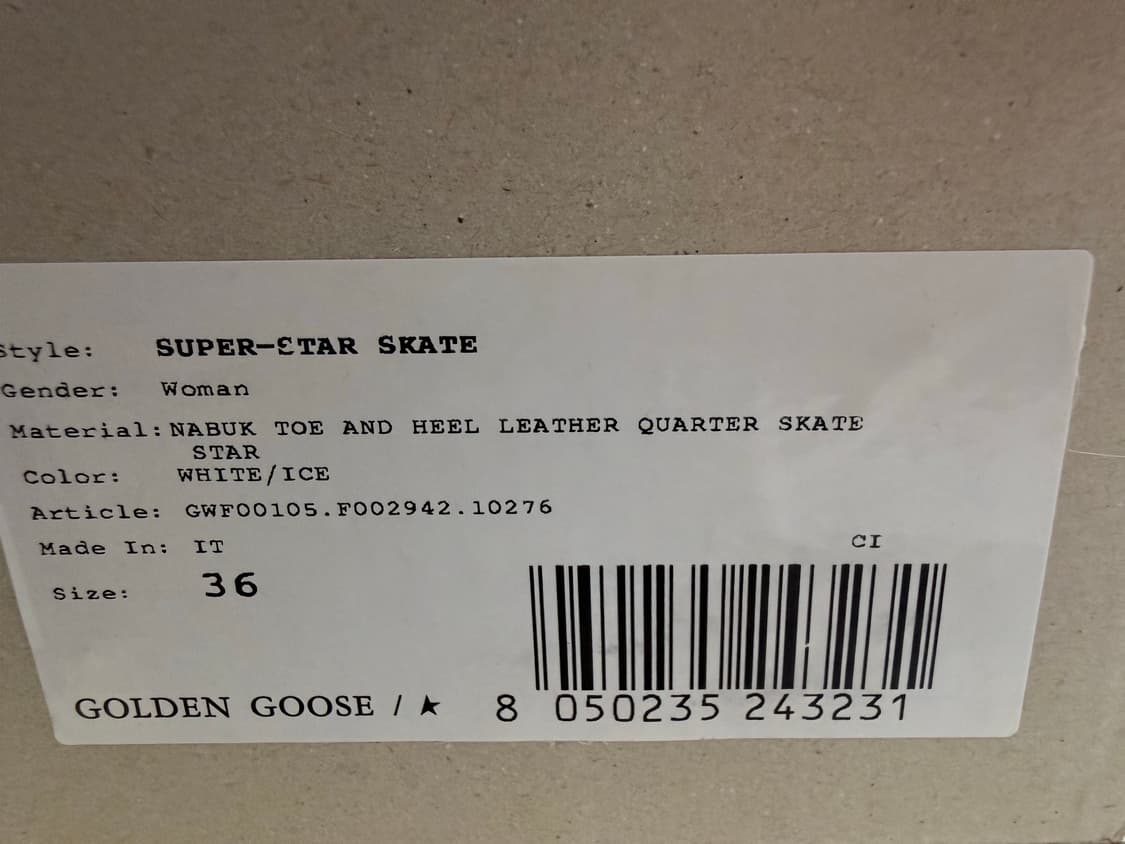 Style: SUPER-STAR SKATE
Gender: Woman
Material: NABUK TOE AND HEEL LEATHER QUARTER SKATE
STAR
Color: WHITE/ICE
Article: GWF00105.F002942.10276
Made In: IT
CI
Size: 36
GOLDEN GOOSE / ★
8 050235 243231